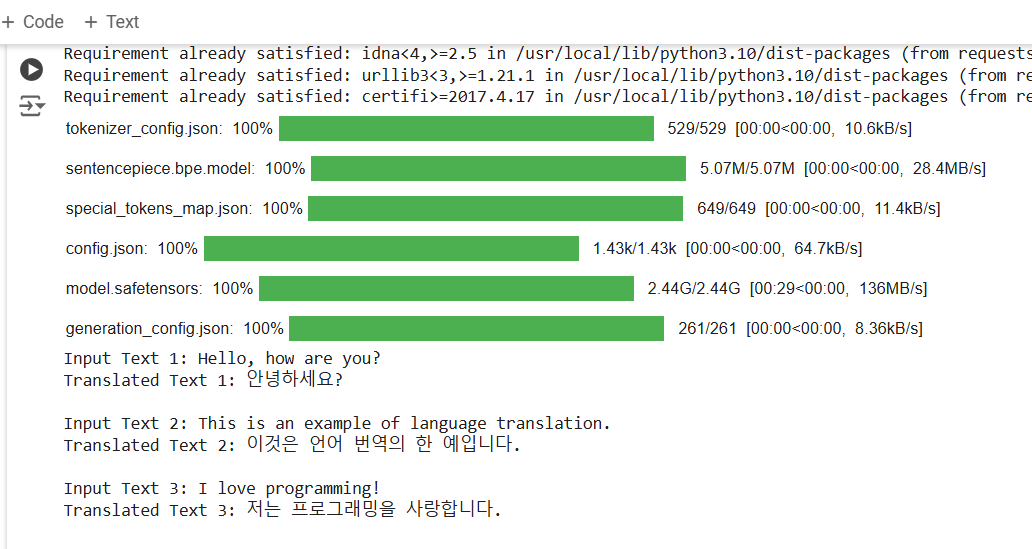 + Code + Text
Requirement already satisfied: idna<4,>=2.5 in /usr/local/lib/python3.10/dist-packages (from requests
Requirement already satisfied: urllib3<3,>=1.21.1 in /usr/local/lib/python3.10/dist-packages (from re
Requirement already satisfied: certifi>=2017.4.17 in /usr/local/lib/python3.10/dist-packages (from re
tokenizer_config.json: 100% 529/529 [00:00<00:00, 10.6kB/s]
sentencepiece.bpe.model: 100% 5.07M/5.07M [00:00<00:00, 28.4MB/s]
special_tokens_map.json: 100% 649/649 [00:00<00:00, 11.4kB/s]
config.json: 100% 1.43k/1.43k [00:00<00:00, 64.7kB/s]
model.safetensors: 100% 2.44G/2.44G [00:29<00:00, 136MB/s]
generation_config.json: 100% 261/261 [00:00<00:00, 8.36kB/s]
Input Text 1: Hello, how are you?
Translated Text 1: 안녕하세요?
Input Text 2: This is an example of language translation.
Translated Text 2: 이것은 언어 번역의 한 예입니다.
Input Text 3: I love programming!
Translated Text 3: 저는 프로그래밍을 사랑합니다.